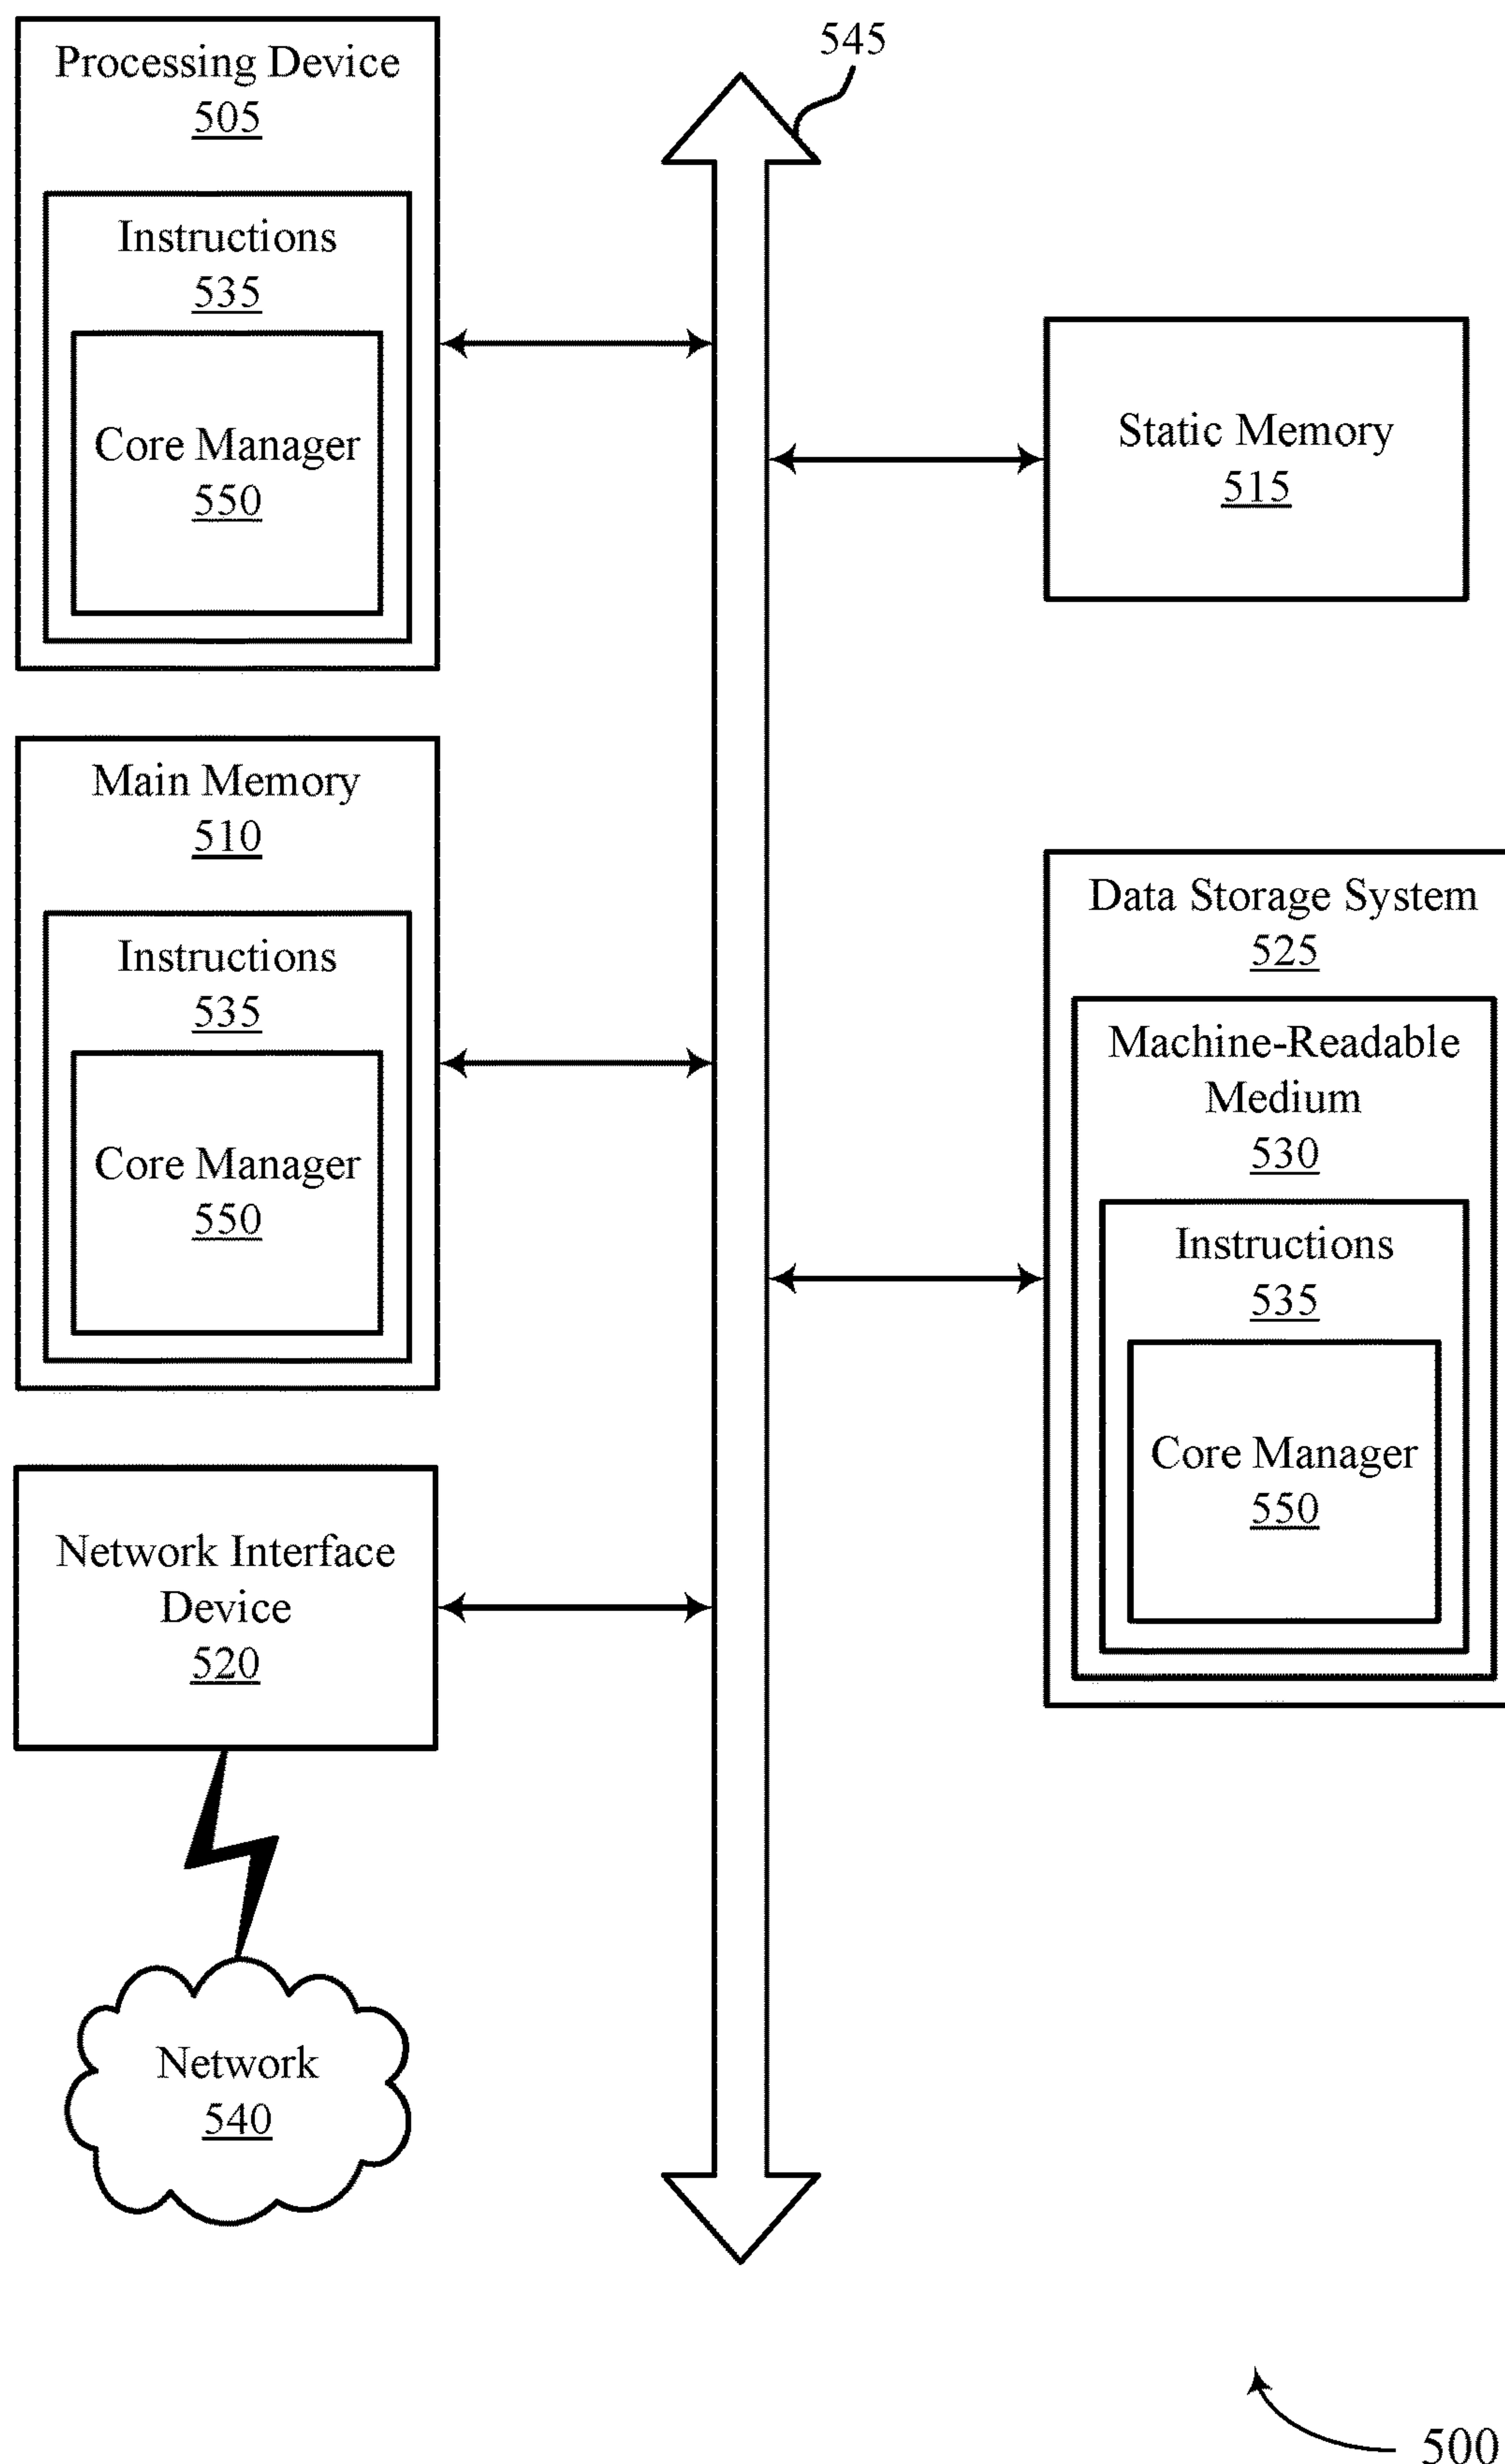 Processing Device
505
Instructions
535
Core Manager
550
545
Static Memory
515
Main Memory
510
Instructions
535
Core Manager
550
Data Storage System
525
Machine-Readable
Medium
530
Instructions
535
Core Manager
550
Network Interface
Device
520
Network
540
500